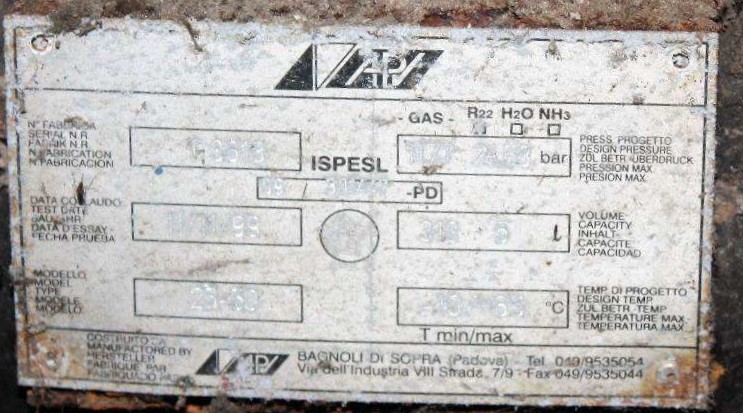 VAPS
- GAS - R22 H2O NH3
N° FABBRICA
SERIAL N.R
FABRIK N.R
N° FABRICATION
N° FABRICACION
bar
PRESS. PROGETTO
DESIGN PRESSURE
ZUL BETR-UBERDRUCK
PRESSION MAX.
PRESION MAX.
ISPESL
-PD
DATA COLLAUDO
TEST DATE
DATA D'ESSAY
FECHA PRUEBA
l
VOLUME
CAPACITY
INHALT
CAPACITE
CAPACIDAD
MODELLO
MODEL
TYPE
MODELE
MODELO
°C
TEMP DI PROGETTO
DESIGN TEMP
ZUL BETR-TEMP
TEMPERATURE MAX.
TEMPERATURA MAX.
T min/max
COSTRUITO DA
MANUFACTURED BY
HERSTELLER
FABRIQUE PAR
FABRIQUADO
BAGNOLI DI SOPRA (Padova) - Tel. 049/9535054
Via dell'Industria VIII Strada, 7/9 - Fax 049/9535044